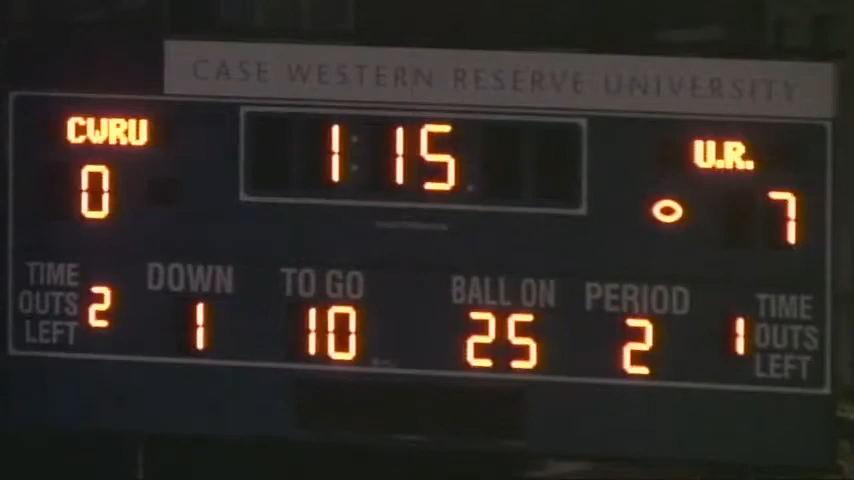 CASE WESTERN RESERVE UNIVERSITY
CWRU
1:15
U.R.
0
7
TIME OUTS LEFT 2
DOWN 1
TO GO 10
BALL ON 25
PERIOD 2
1 TIME OUTS LEFT